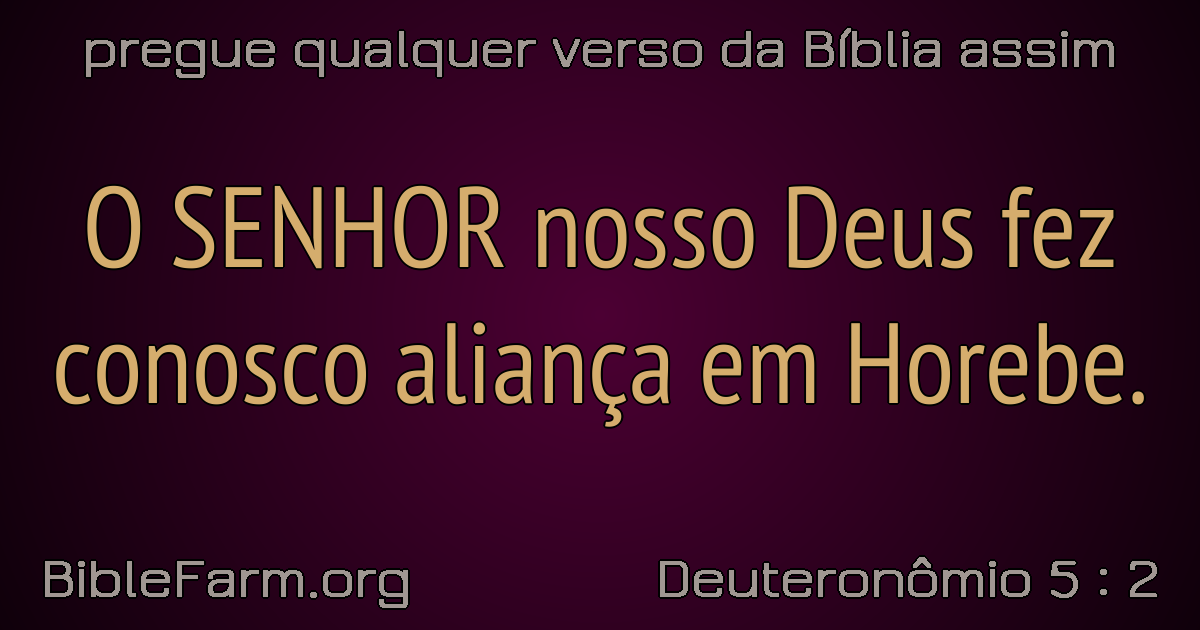 pregue qualquer verso da Bíblia assim
O SENHOR nosso Deus fez
conosco aliança em Horebe.
BibleFarm.org
Deuteronômio 5 : 2